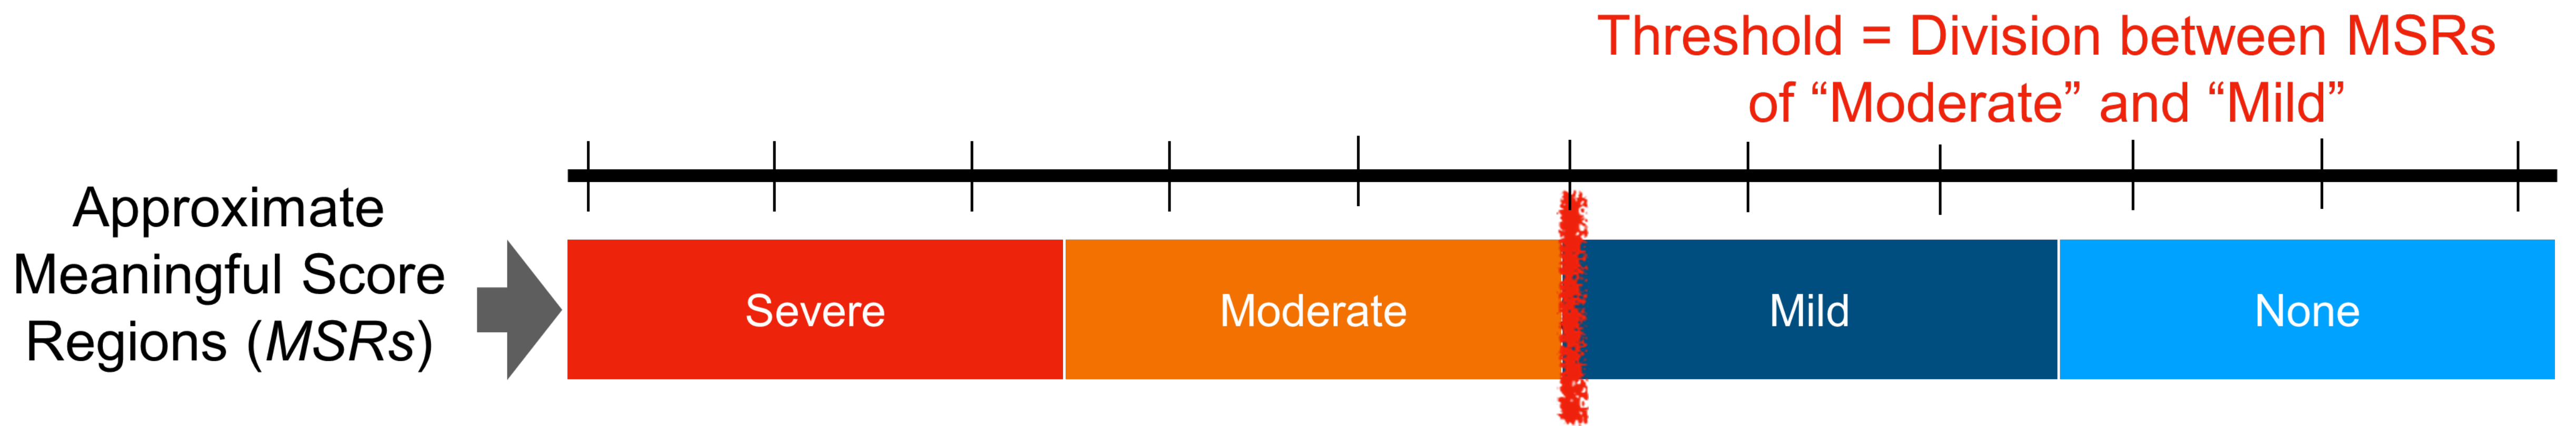 Threshold = Division between MSRs
of “Moderate” and “Mild”
Approximate
Meaningful Score
Regions (MSRs)
Severe
Moderate
Mild
None